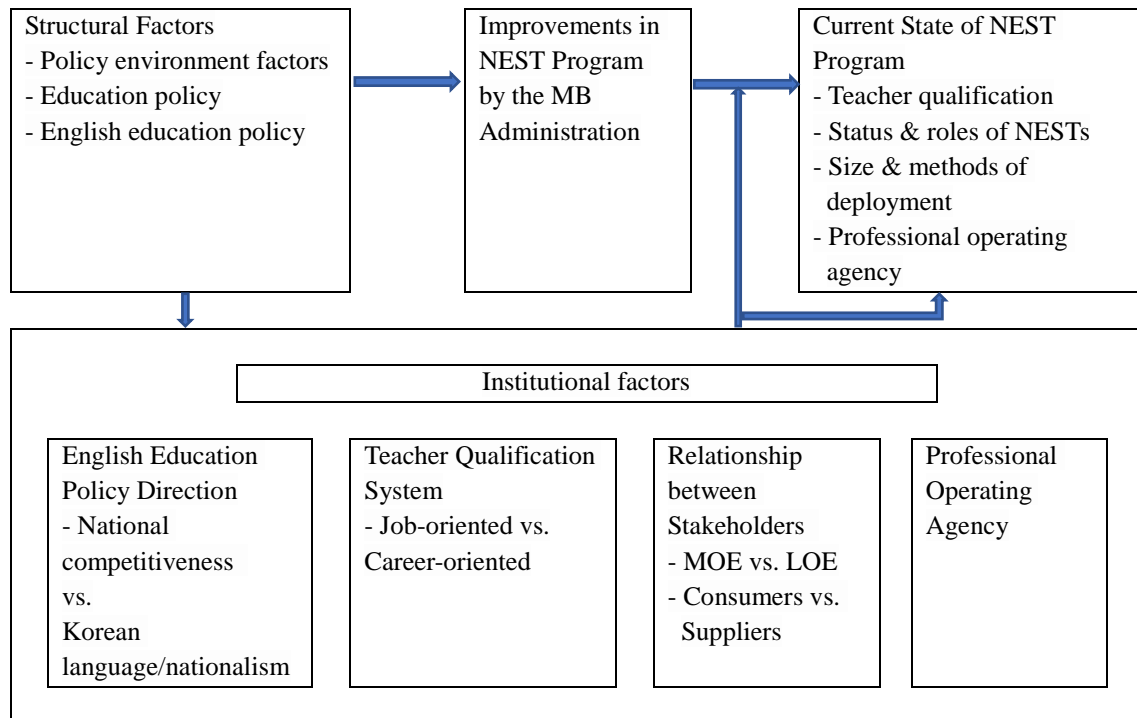 Structural Factors
- Policy environment factors
- Education policy
- English education policy
Improvements in
NEST Program
by the MB
Administration
Current State of NEST
Program
- Teacher qualification
- Status & roles of NESTs
- Size & methods of
deployment
- Professional operating
agency
Institutional factors
English Education
Policy Direction
- National
competitiveness
vs.
Korean
language/nationalism
Teacher Qualification
System
- Job-oriented vs.
Career-oriented
Relationship
between
Stakeholders
- MOE vs. LOE
- Consumers vs.
Suppliers
Professional
Operating
Agency